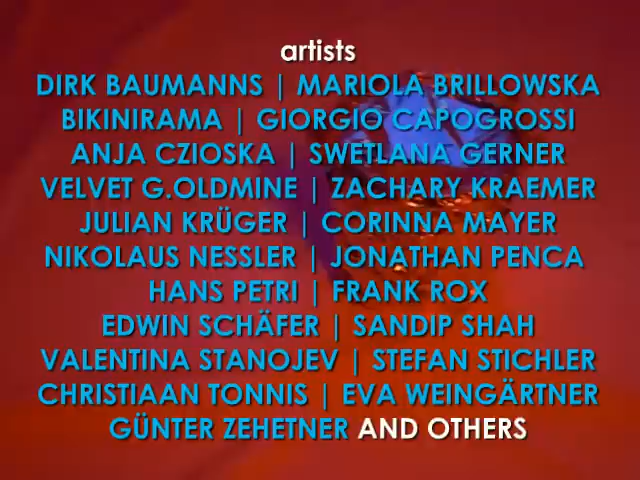 artists
DIRK BAUMANNS | MARIOLA BRILLOWSKA
BIKINIRAMA | GIORGIO CAPOGROSSI
ANJA CZIOSKA | SWETLANA GERNER
VELVET G.OLDMINE | ZACHARY KRAEMER
JULIAN KRÜGER | CORINNA MAYER
NIKOLAUS NESSLER | JONATHAN PENCA
HANS PETRI | FRANK ROX
EDWIN SCHÄFER | SANDIP SHAH
VALENTINA STANOJEV | STEFAN STICHLER
CHRISTIAAN TONNIS | EVA WEINGÄRTNER
GÜNTER ZEHETNER AND OTHERS